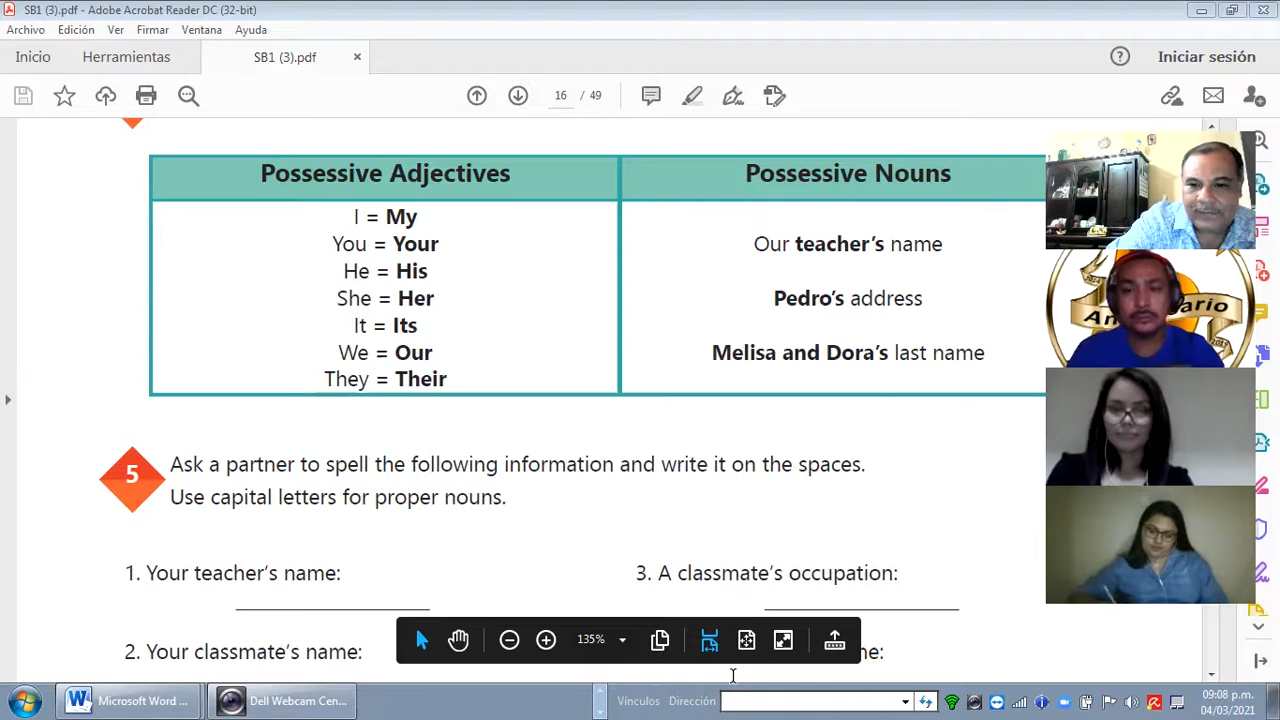 SB1 (3).pdf - Adobe Acrobat Reader DC (32-bit)
Archivo Edición Ver Firmar Ventana Ayuda
Inicio Herramientas SB1 (3).pdf × Iniciar sesión
16 / 49
Possessive Adjectives Possessive Nouns
I = My
You = Your
He = His
She = Her
It = Its
We = Our
They = Their
Our teacher's name
Pedro's address
Melisa and Dora's last name
5 Ask a partner to spell the following information and write it on the spaces.
Use capital letters for proper nouns.
1. Your teacher's name: 3. A classmate's occupation:
2. Your classmate's name:
135%
Microsoft Word ... Dell Webcam Cen... Vínculos Dirección
09:08 p.m.
04/03/2021